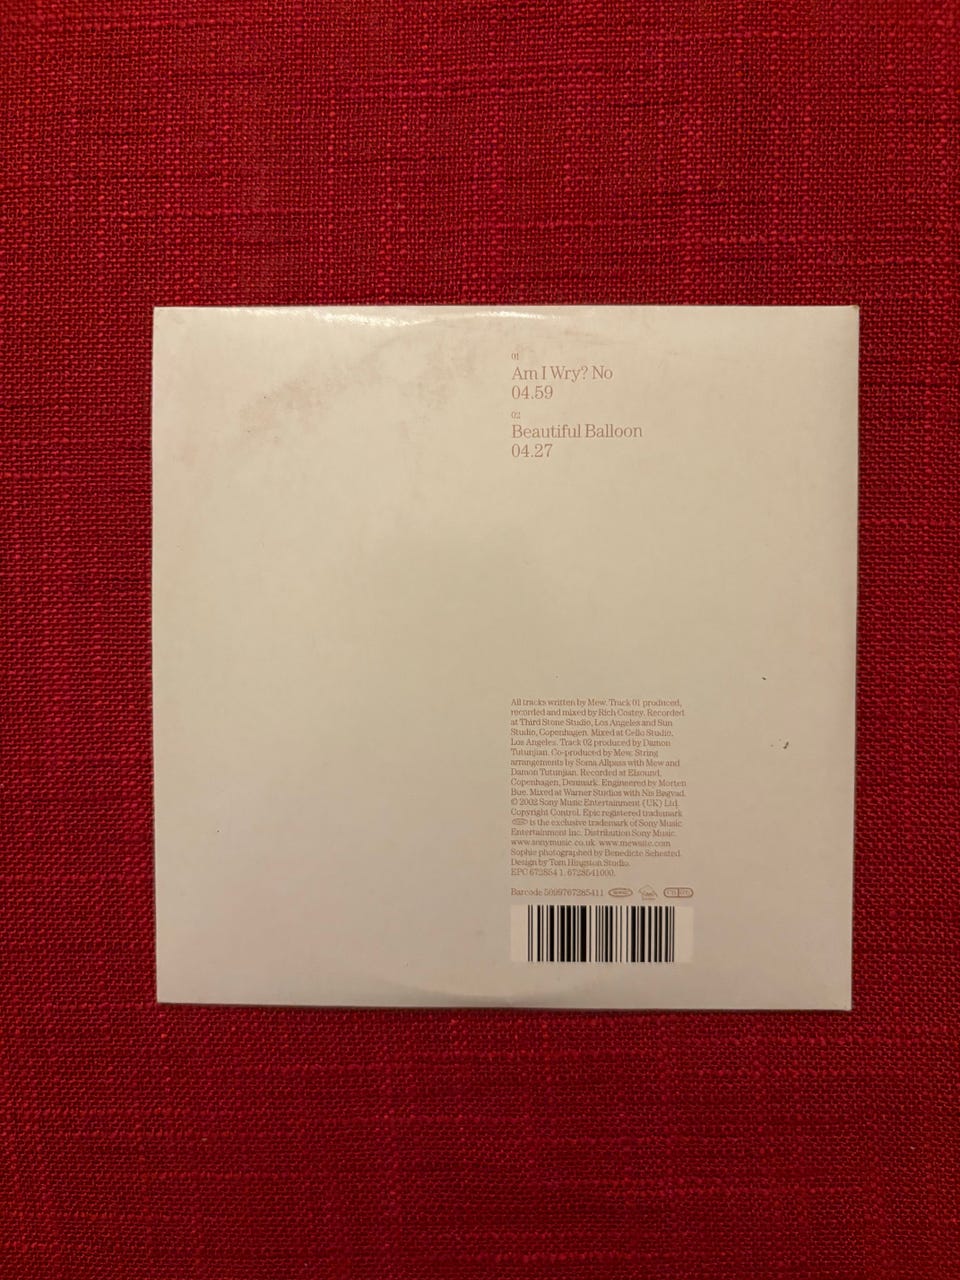 01
Am I Wry? No
04.59
02
Beautiful Balloon
04.27
All tracks written by Mew. Track 01 produced,
recorded and mixed by Rich Costey. Recorded
at Third Stone Studio, Los Angeles and Sun
Studio, Copenhagen. Mixed at Cello Studio,
Los Angeles. Track 02 produced by Damon
Tutunjian. Co-produced by Mew. String
arrangements by Soma Allpass with Mew and
Damon Tutunjian. Recorded at Elsound,
Copenhagen, Denmark. Engineered by Morten
Bue. Mixed at Warner Studios with Nis Bøgvad.
© 2002 Sony Music Entertainment (UK) Ltd.
Copyright Control. Epic registered trademark
is the exclusive trademark of Sony Music
Entertainment Inc. Distribution Sony Music.
www.sonymusic.co.uk www.mewsite.com
Sophie photographed by Benedicte Sehested.
Design by Tom Hingston Studio.
EPC 672854 1. 6728541000.
Barcode 5099767285411